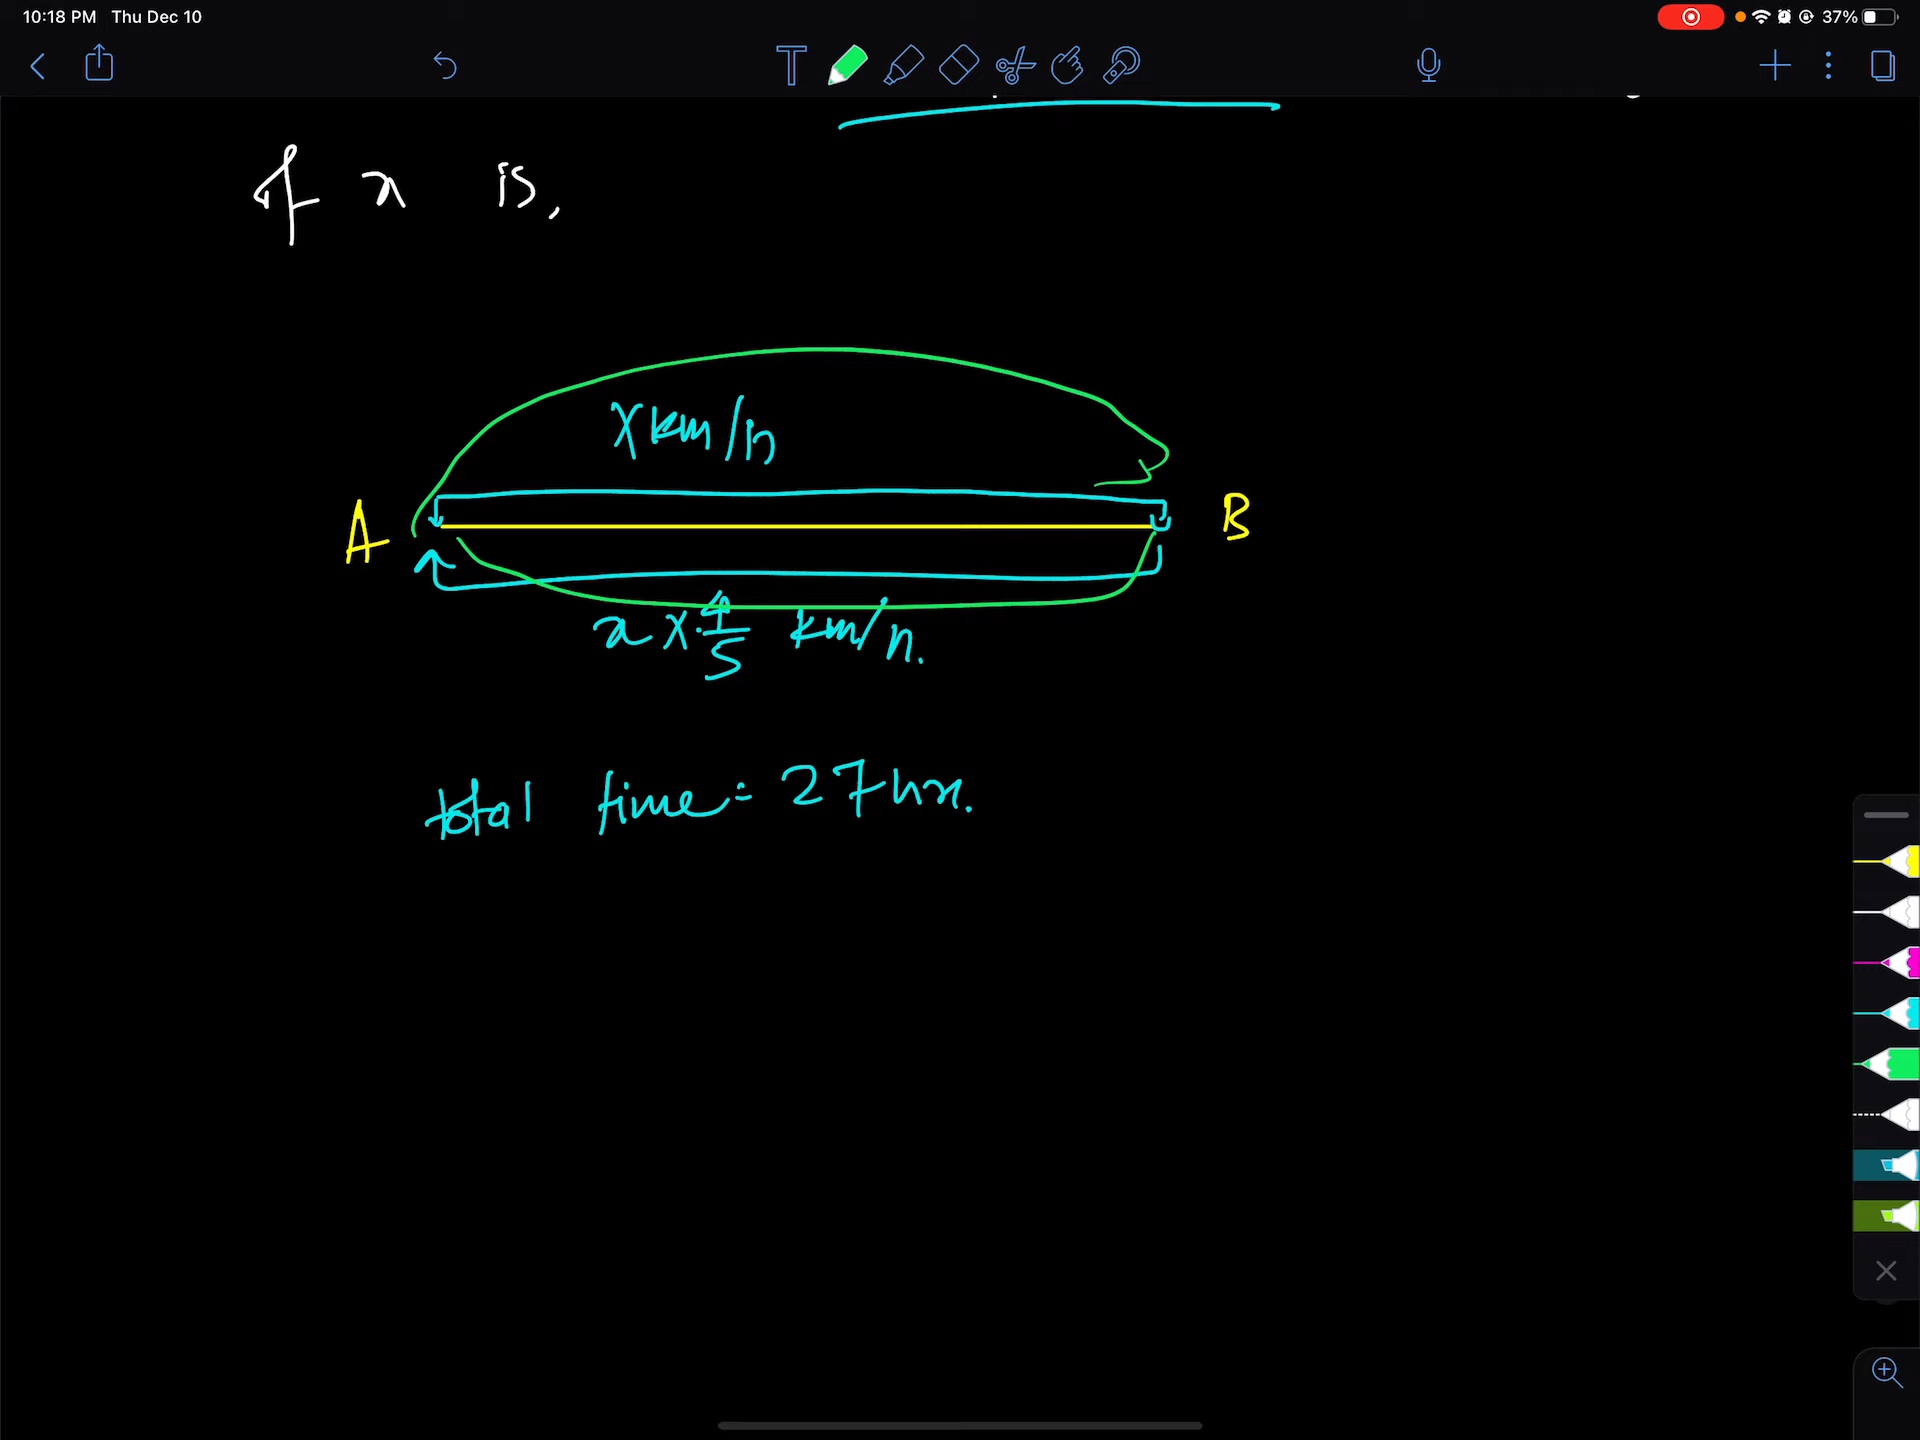 10:18 PM Thu Dec 10
37%
T
If x is,
x km/h
A B
x × 4/5 km/h.
total time = 27 hr.